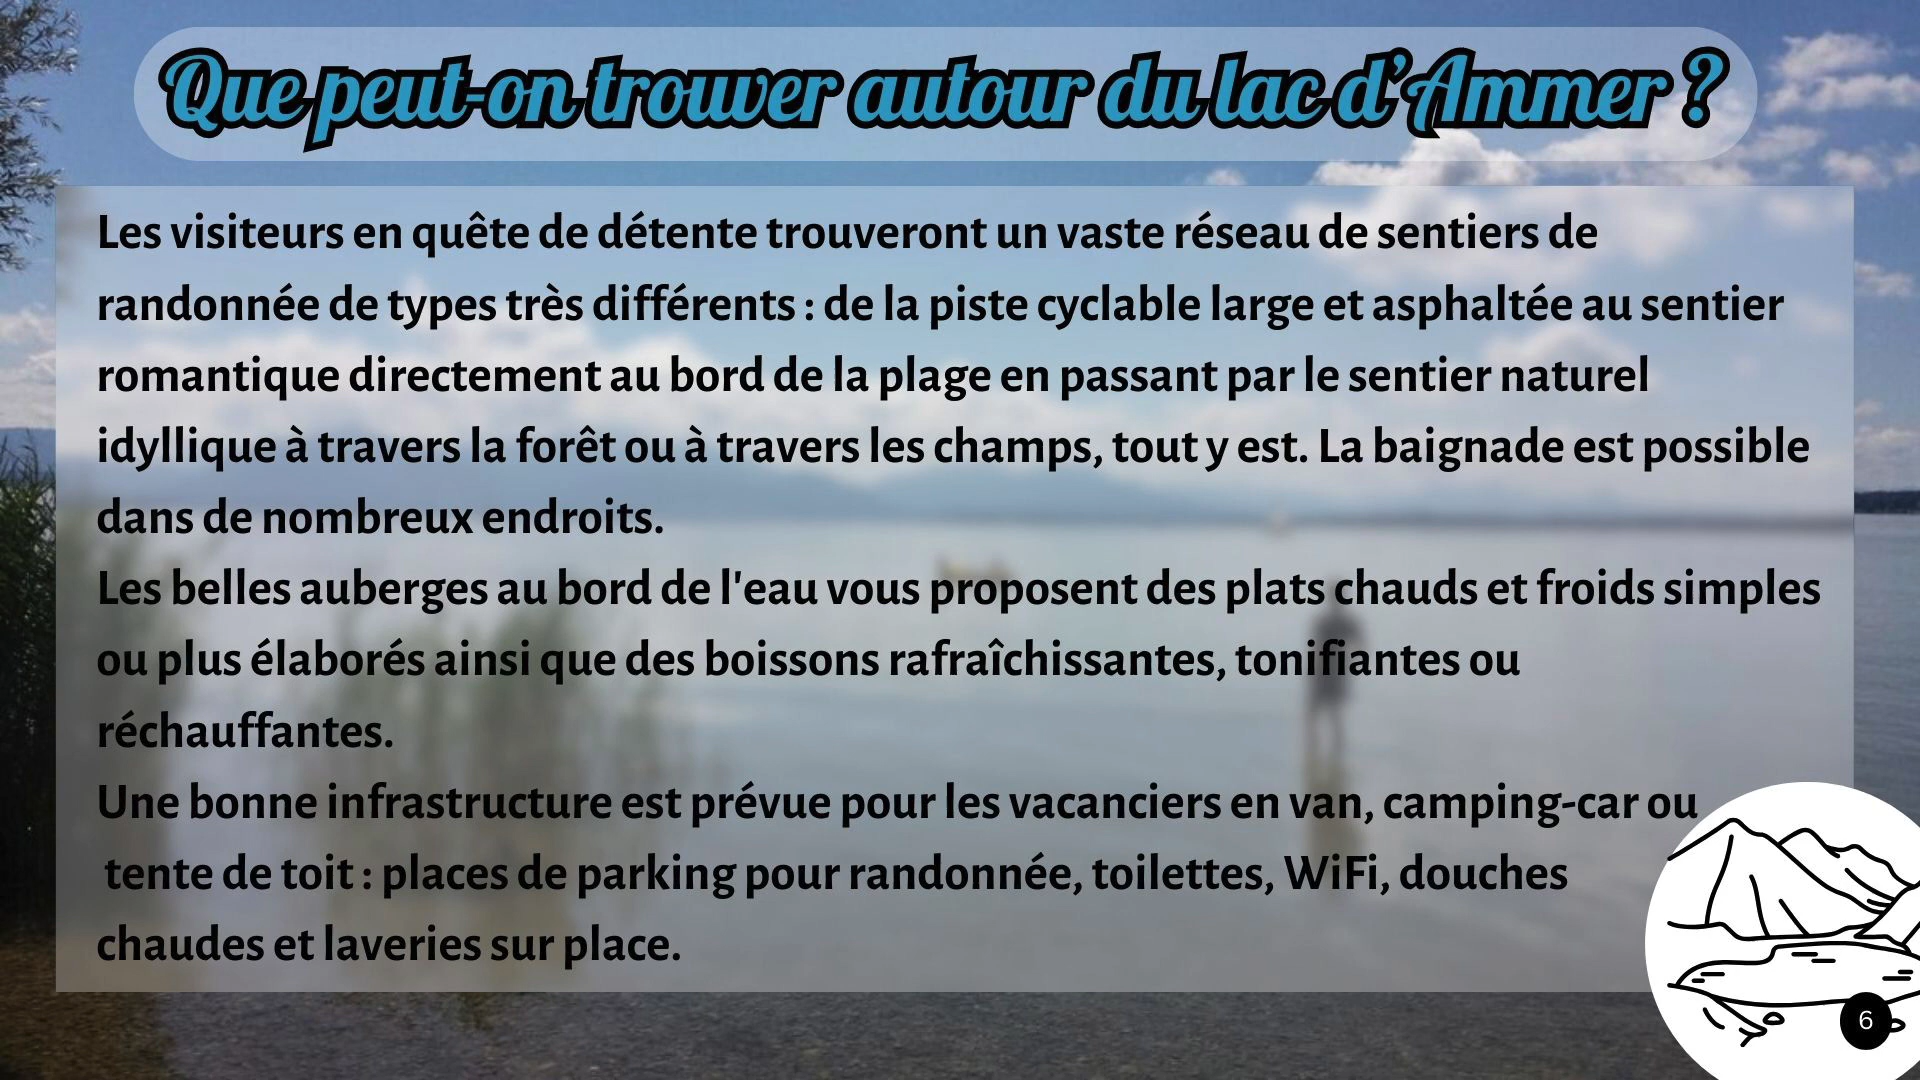 Que peut-on trouver autour du lac d’Ammer ?
Les visiteurs en quête de détente trouveront un vaste réseau de sentiers de
randonnée de types très différents : de la piste cyclable large et asphaltée au sentier
romantique directement au bord de la plage en passant par le sentier naturel
idyllique à travers la forêt ou à travers les champs, tout y est. La baignade est possible
dans de nombreux endroits.
Les belles auberges au bord de l'eau vous proposent des plats chauds et froids simples
ou plus élaborés ainsi que des boissons rafraîchissantes, tonifiantes ou
réchauffantes.
Une bonne infrastructure est prévue pour les vacanciers en van, camping-car ou
tente de toit : places de parking pour randonnée, toilettes, WiFi, douches
chaudes et laveries sur place.
6